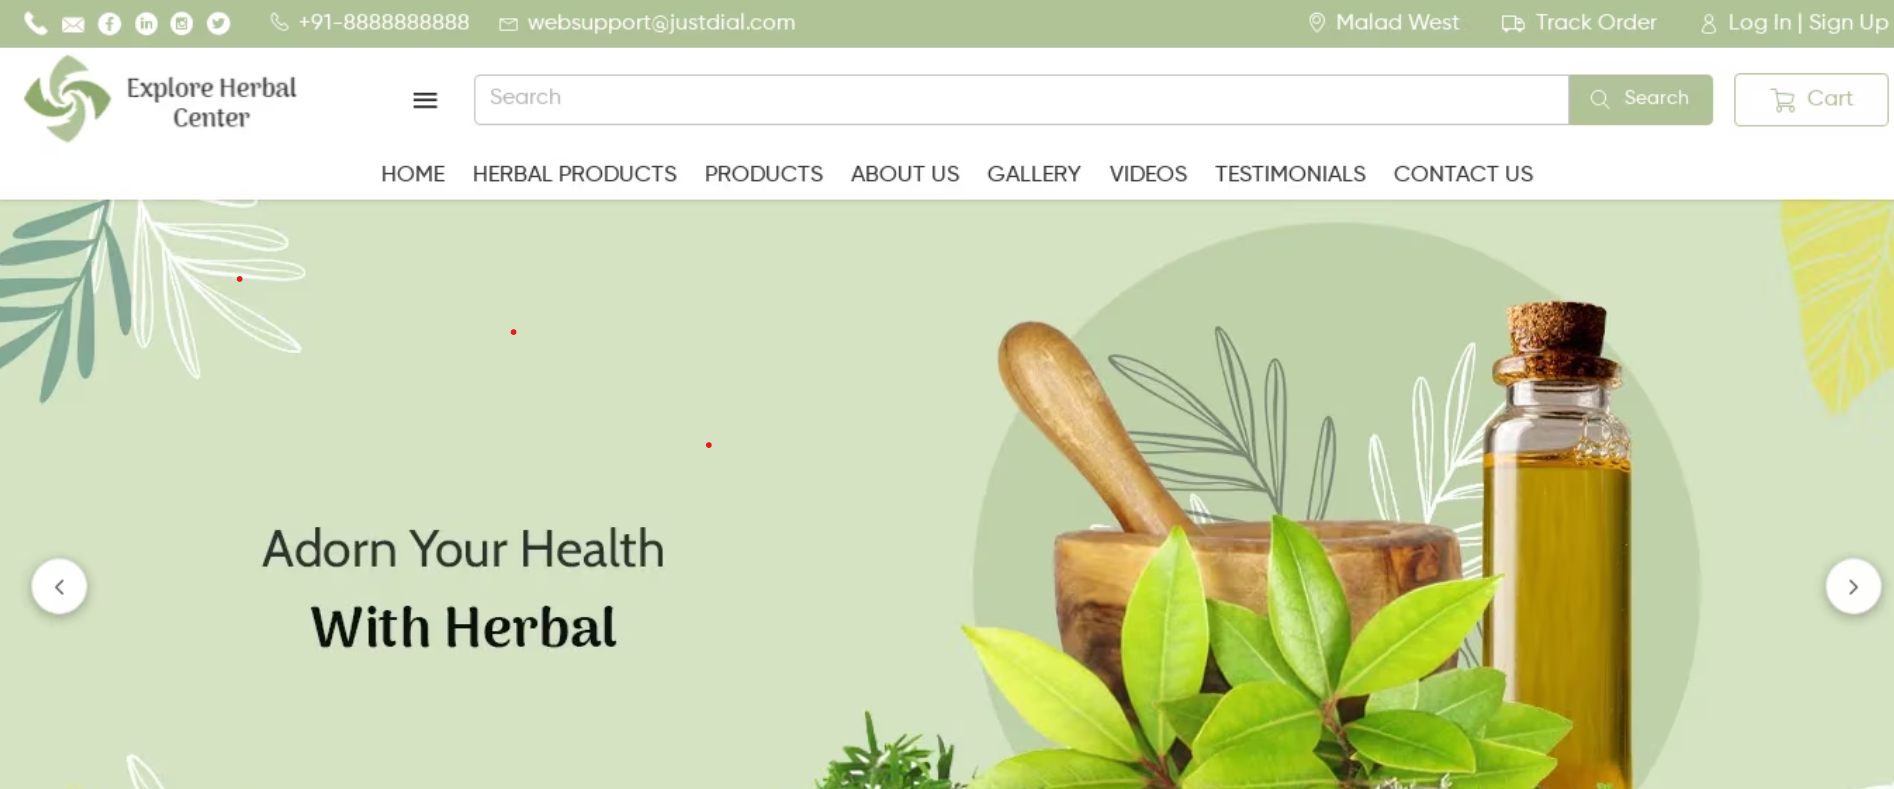 +91-8888888888 websupport@justdial.com Malad West Track Order Log In | Sign Up
Explore Herbal
Center
Search
Search
Cart
HOME HERBAL PRODUCTS PRODUCTS ABOUT US GALLERY VIDEOS TESTIMONIALS CONTACT US
Adorn Your Health
With Herbal